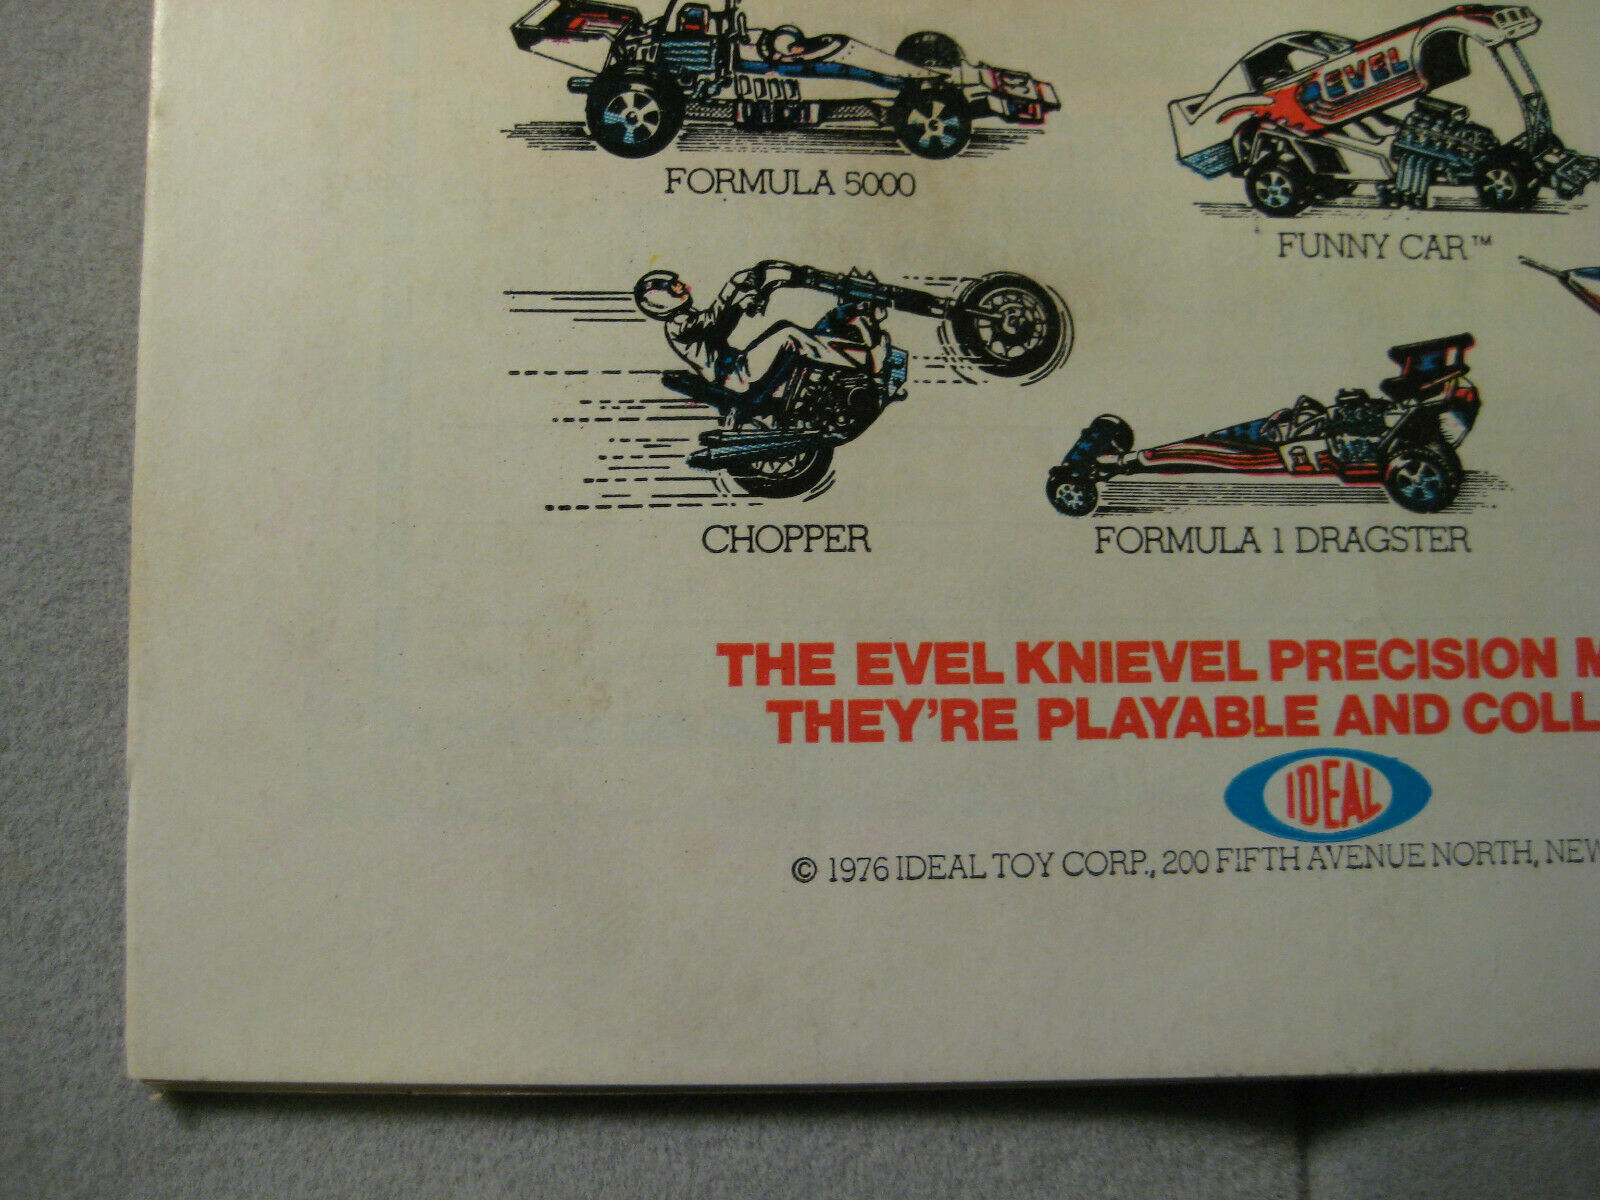 FORMULA 5000
EVEL
FUNNY CAR™
CHOPPER
FORMULA 1 DRAGSTER
THE EVEL KNIEVEL PRECISION
THEY'RE PLAYABLE AND COLL
IDEAL
© 1976 IDEAL TOY CORP., 200 FIFTH AVENUE NORTH, NEW